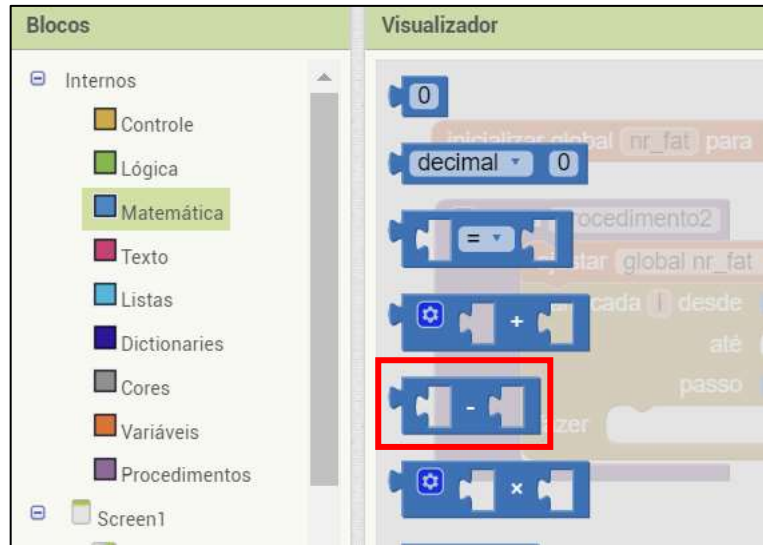 Blocos
Internos
Controle
Lógica
Matemática
Texto
Listas
Dictionaries
Cores
Variáveis
Procedimentos
Screen1
Visualizador
0
inicializar global nr_fat para
decimal 0
procedimento2
=
ajustar global nr_fat
cada desde
+
até
passo
-
fazer
×